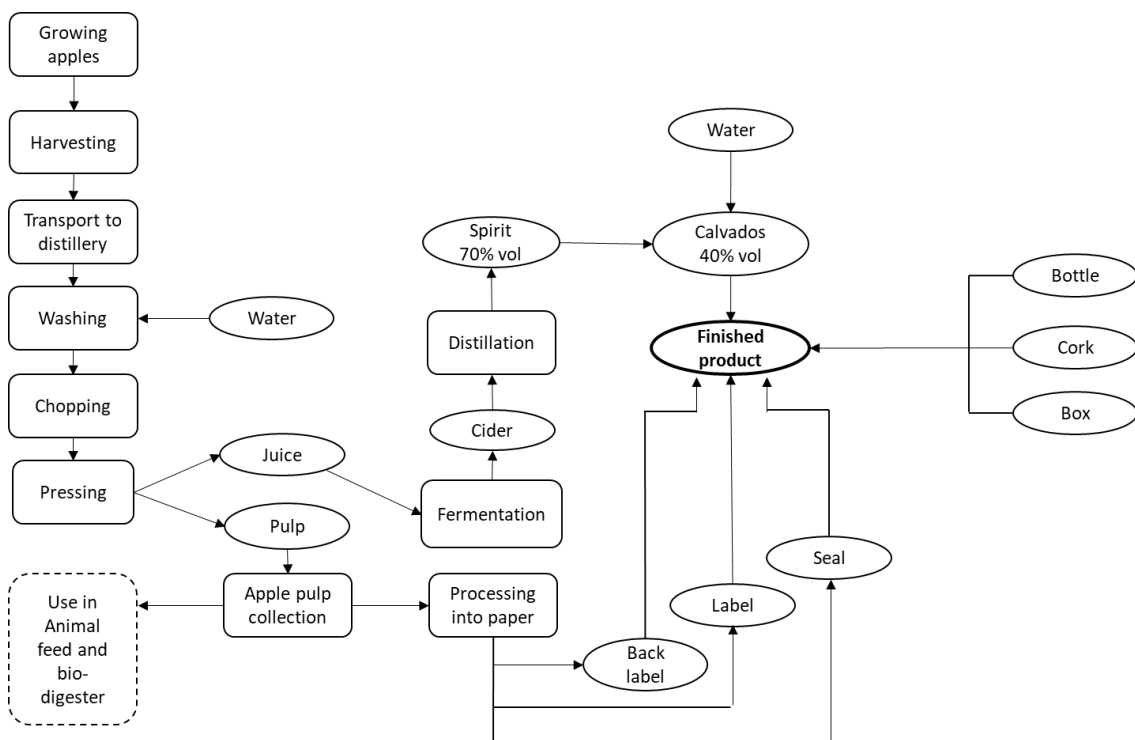 Growing
apples
Harvesting
Transport to
distillery
Washing
Water
Chopping
Pressing
Juice
Pulp
Apple pulp
collection
Use in
Animal
feed and
bio-
digester
Fermentation
Cider
Distillation
Spirit
70% vol
Water
Calvados
40% vol
Finished
product
Bottle
Cork
Box
Processing
into paper
Back
label
Label
Seal